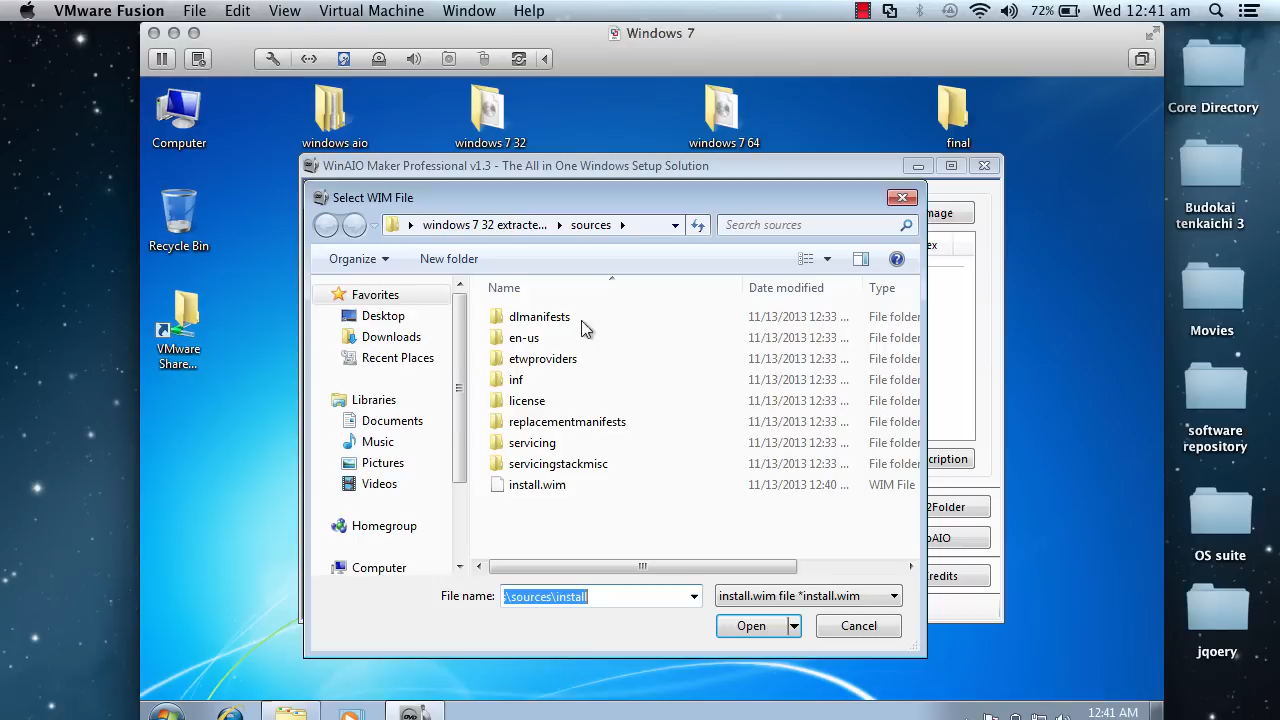 VMware Fusion File Edit View Virtual Machine Window Help 72% Wed 12:41 am
Windows 7
Computer
windows aio
windows 7 32
windows 7 64
final
Core Directory
Recycle Bin
VMware
Share...
Budokai
tenkaichi 3
Movies
software
repository
OS suite
jqoery
WinAIO Maker Professional v1.3 - The All in One Windows Setup Solution
Select WIM File
windows 7 32 extracte... sources
Search sources
Organize New folder
Name Date modified Type
Favorites
Desktop
Downloads
Recent Places
Libraries
Documents
Music
Pictures
Videos
Homegroup
Computer
dlmanifests 11/13/2013 12:33 ... File folder
en-us 11/13/2013 12:33 ... File folder
etwproviders 11/13/2013 12:33 ... File folder
inf 11/13/2013 12:33 ... File folder
license 11/13/2013 12:33 ... File folder
replacementmanifests 11/13/2013 12:33 ... File folder
servicing 11/13/2013 12:33 ... File folder
servicingstackmisc 11/13/2013 12:33 ... File folder
install.wim 11/13/2013 12:40 ... WIM File
File name: \sources\install install.wim file *install.wim
Open Cancel
mage
ex
cription
2Folder
AIO
redits
12:41 AM